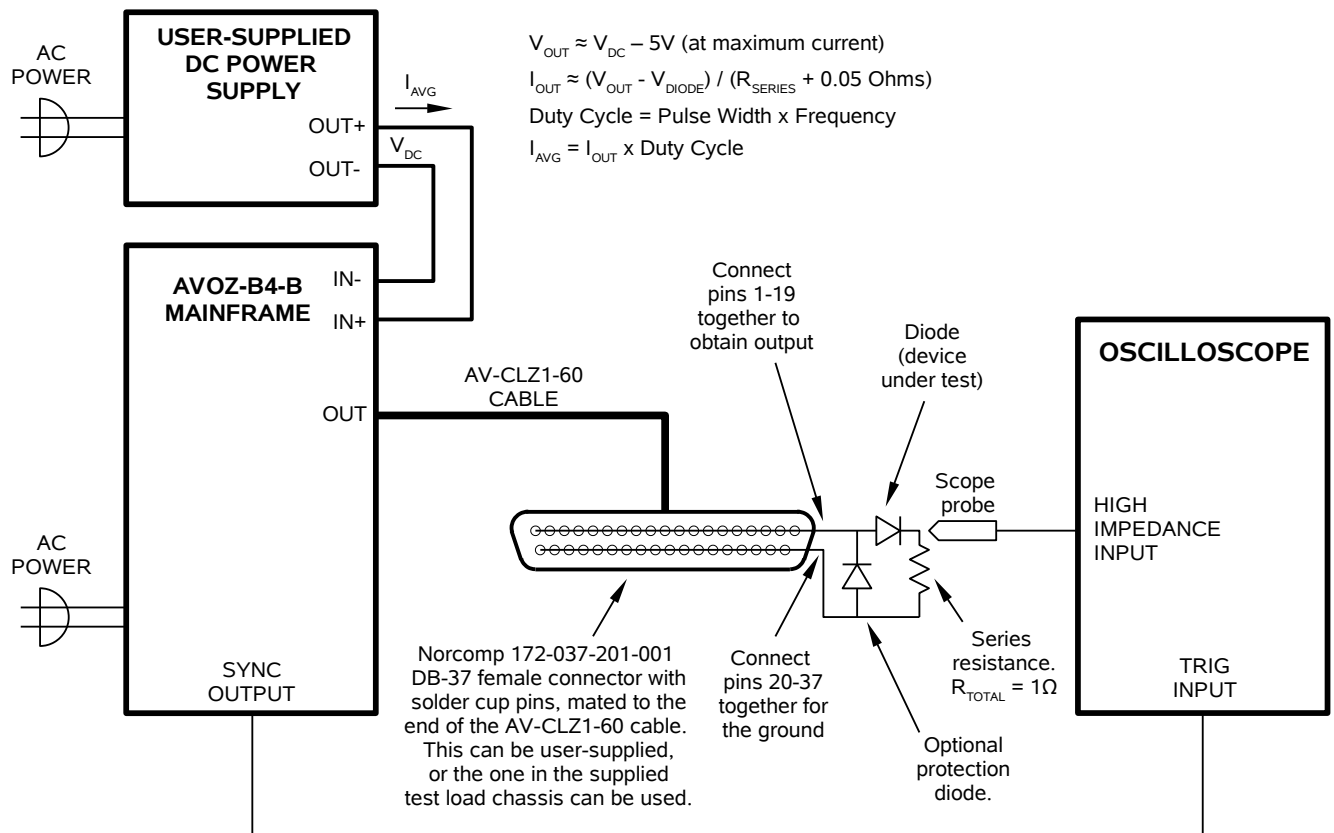 AC
POWER
USER-SUPPLIED
DC POWER
SUPPLY
OUT+
OUT-
I_AVG
V_DC
V_OUT ≈ V_DC – 5V (at maximum current)
I_OUT ≈ (V_OUT - V_DIODE) / (R_SERIES + 0.05 Ohms)
Duty Cycle = Pulse Width x Frequency
I_AVG = I_OUT x Duty Cycle
AVOZ-B4-B
MAINFRAME
IN-
IN+
OUT
AC
POWER
SYNC
OUTPUT
AV-CLZ1-60
CABLE
Connect
pins 1-19
together to
obtain output
Diode
(device
under test)
Scope
probe
OSCILLOSCOPE
HIGH
IMPEDANCE
INPUT
TRIG
INPUT
Norcomp 172-037-201-001
DB-37 female connector with
solder cup pins, mated to the
end of the AV-CLZ1-60 cable.
This can be user-supplied,
or the one in the supplied
test load chassis can be used.
Connect
pins 20-37
together for
the ground
Series
resistance.
R_TOTAL = 1Ω
Optional
protection
diode.